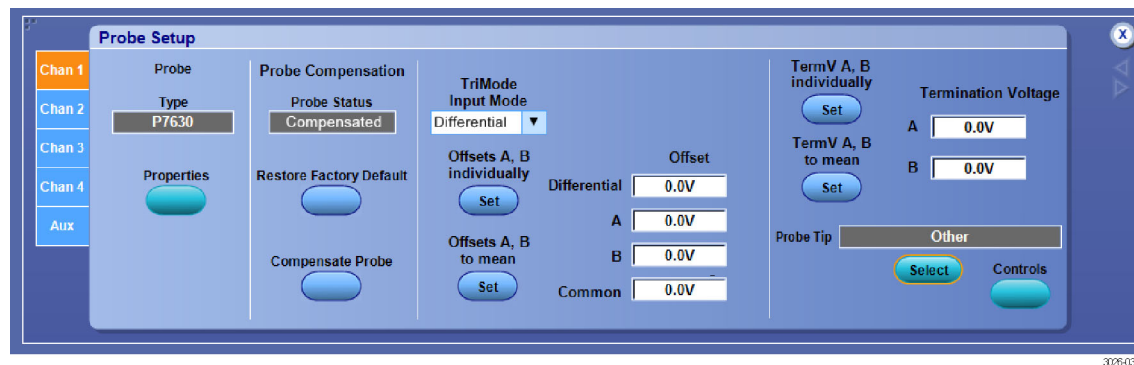 Probe Setup
X
Chan 1
Chan 2
Chan 3
Chan 4
Aux
Probe
Type
P7630
Properties
Probe Compensation
Probe Status
Compensated
Restore Factory Default
Compensate Probe
TriMode
Input Mode
Differential
Offsets A, B
individually
Set
Offsets A, B
to mean
Set
Offset
Differential 0.0V
A 0.0V
B 0.0V
Common 0.0V
TermV A, B
individually
Set
TermV A, B
to mean
Set
Termination Voltage
A 0.0V
B 0.0V
Probe Tip Other
Select
Controls
3026-03